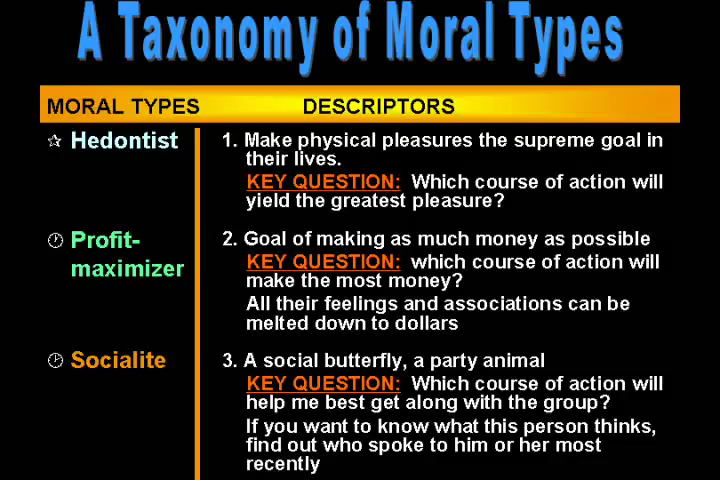 A Taxonomy of Moral Types
MORAL TYPES DESCRIPTORS
Hedontist
1. Make physical pleasures the supreme goal in
their lives.
KEY QUESTION: Which course of action will
yield the greatest pleasure?
Profit-
maximizer
2. Goal of making as much money as possible
KEY QUESTION: which course of action will
make the most money?
All their feelings and associations can be
melted down to dollars
Socialite
3. A social butterfly, a party animal
KEY QUESTION: Which course of action will
help me best get along with the group?
If you want to know what this person thinks,
find out who spoke to him or her most
recently